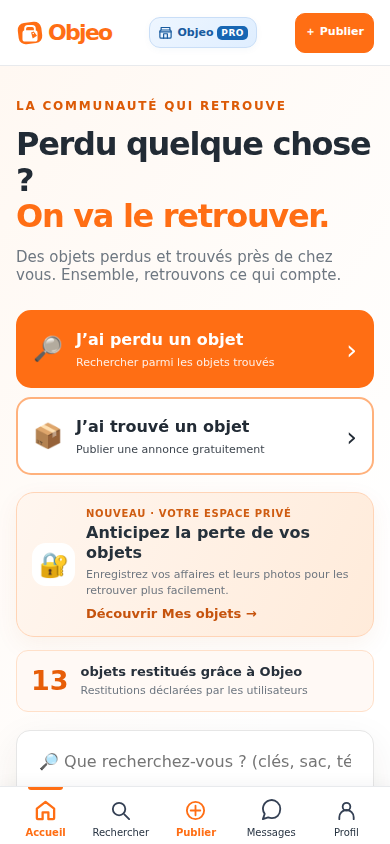 Objeo
Objeo PRO
+ Publier
LA COMMUNAUTÉ QUI RETROUVE
Perdu quelque chose
?
On va le retrouver.
Des objets perdus et trouvés près de chez
vous. Ensemble, retrouvons ce qui compte.
J’ai perdu un objet
Rechercher parmi les objets trouvés
J’ai trouvé un objet
Publier une annonce gratuitement
NOUVEAU · VOTRE ESPACE PRIVÉ
Anticipez la perte de vos
objets
Enregistrez vos affaires et leurs photos pour les
retrouver plus facilement.
Découvrir Mes objets →
13
objets restitués grâce à Objeo
Restitutions déclarées par les utilisateurs
Que recherchez-vous ? (clés, sac, té
Accueil
Rechercher
Publier
Messages
Profil